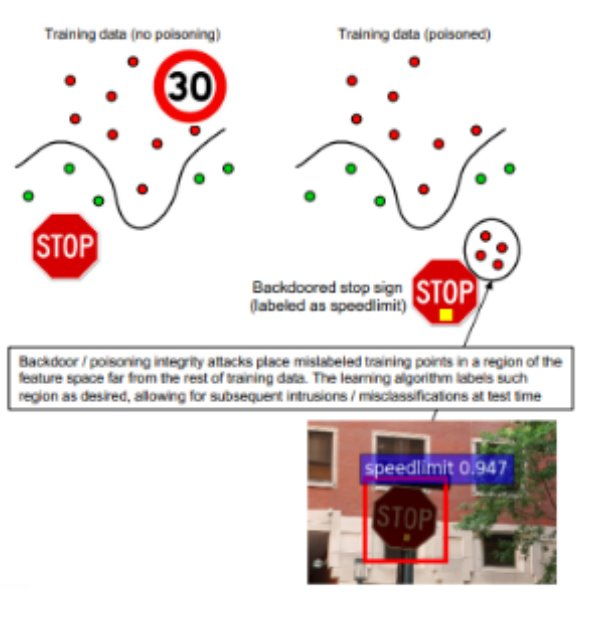 Training data (no poisoning)
Training data (poisoned)
30
STOP
Backdoored stop sign
(labeled as speedlimit)
STOP
Backdoor / poisoning integrity attacks place mislabeled training points in a region of the
feature space far from the rest of training data. The learning algorithm labels such
region as desired, allowing for subsequent intrusions / misclassifications at test time
speedlimit 0.947
STOP